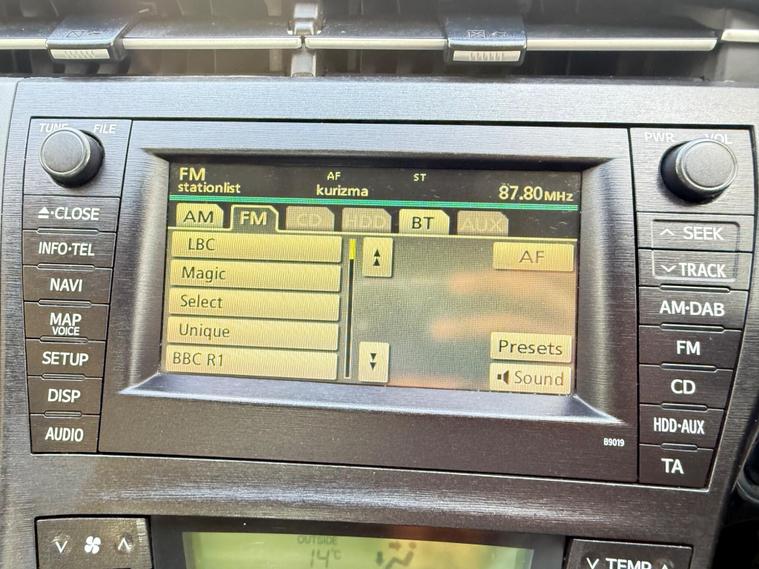 TUNE FILE
PWR VOL
▲·CLOSE
INFO·TEL
NAVI
MAP
VOICE
SETUP
DISP
AUDIO
FM AF ST
stationlist kurizma 87.80MHz
AM FM CD HDD BT AUX
LBC
Magic
Select
Unique
BBC R1
AF
Presets
Sound
∧ SEEK
∨ TRACK
AM·DAB
FM
CD
HDD·AUX
TA
B9019
OUTSIDE
14°C
∨ ∧
∨ TEMP ∧